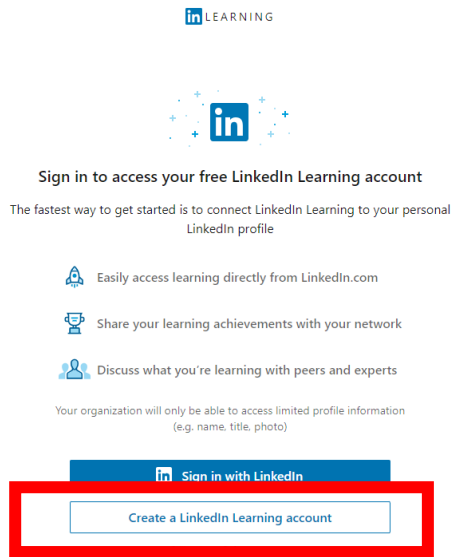 in LEARNING
in
Sign in to access your free LinkedIn Learning account
The fastest way to get started is to connect LinkedIn Learning to your personal
LinkedIn profile
Easily access learning directly from LinkedIn.com
Share your learning achievements with your network
Discuss what you're learning with peers and experts
Your organization will only be able to access limited profile information
(e.g. name, title, photo)
in Sign in with LinkedIn
Create a LinkedIn Learning account